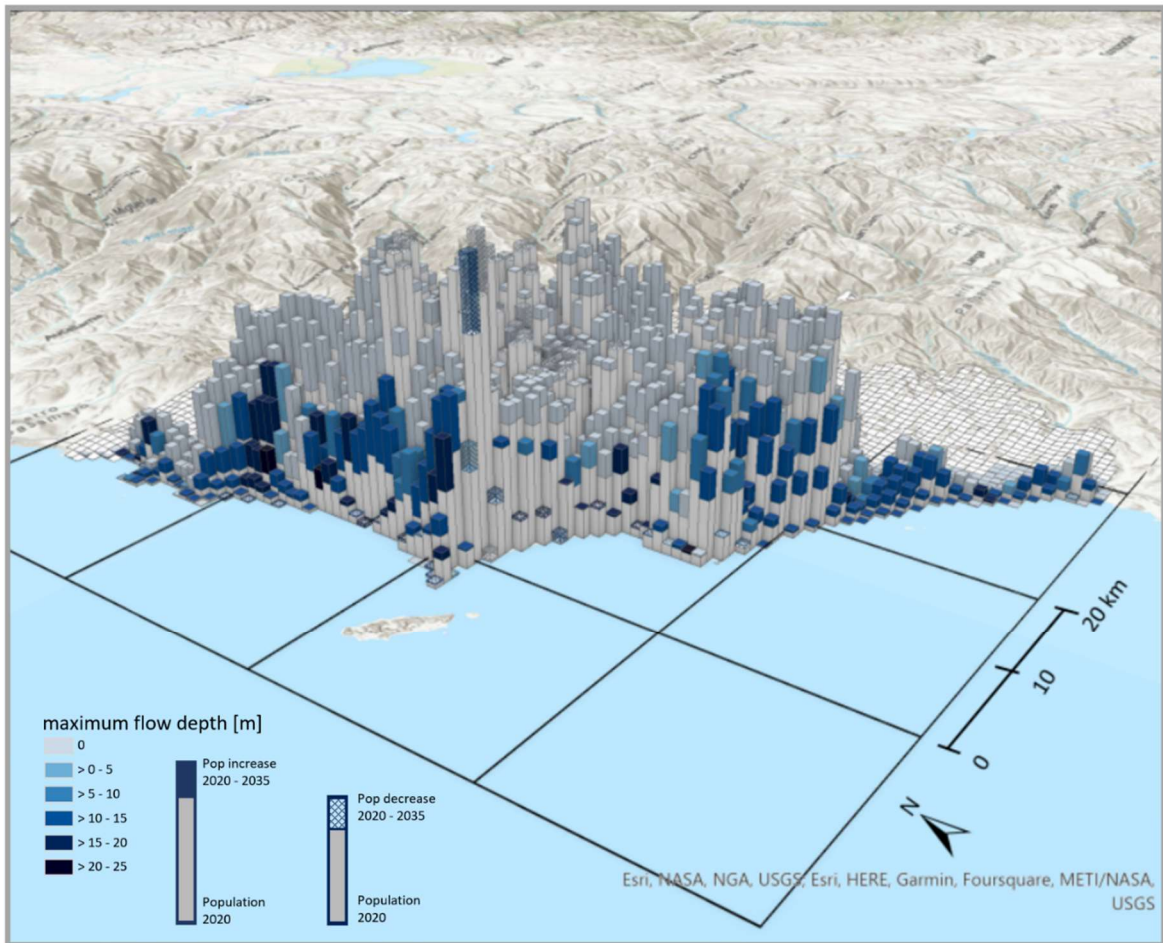 20 km
10
0
N
maximum flow depth [m]
0
> 0 - 5
> 5 - 10
> 10 - 15
> 15 - 20
> 20 - 25
Pop increase
2020 - 2035
Population
2020
Pop decrease
2020 - 2035
Population
2020
Esri, NASA, NGA, USGS, Esri, HERE, Garmin, Foursquare, METI/NASA,
USGS